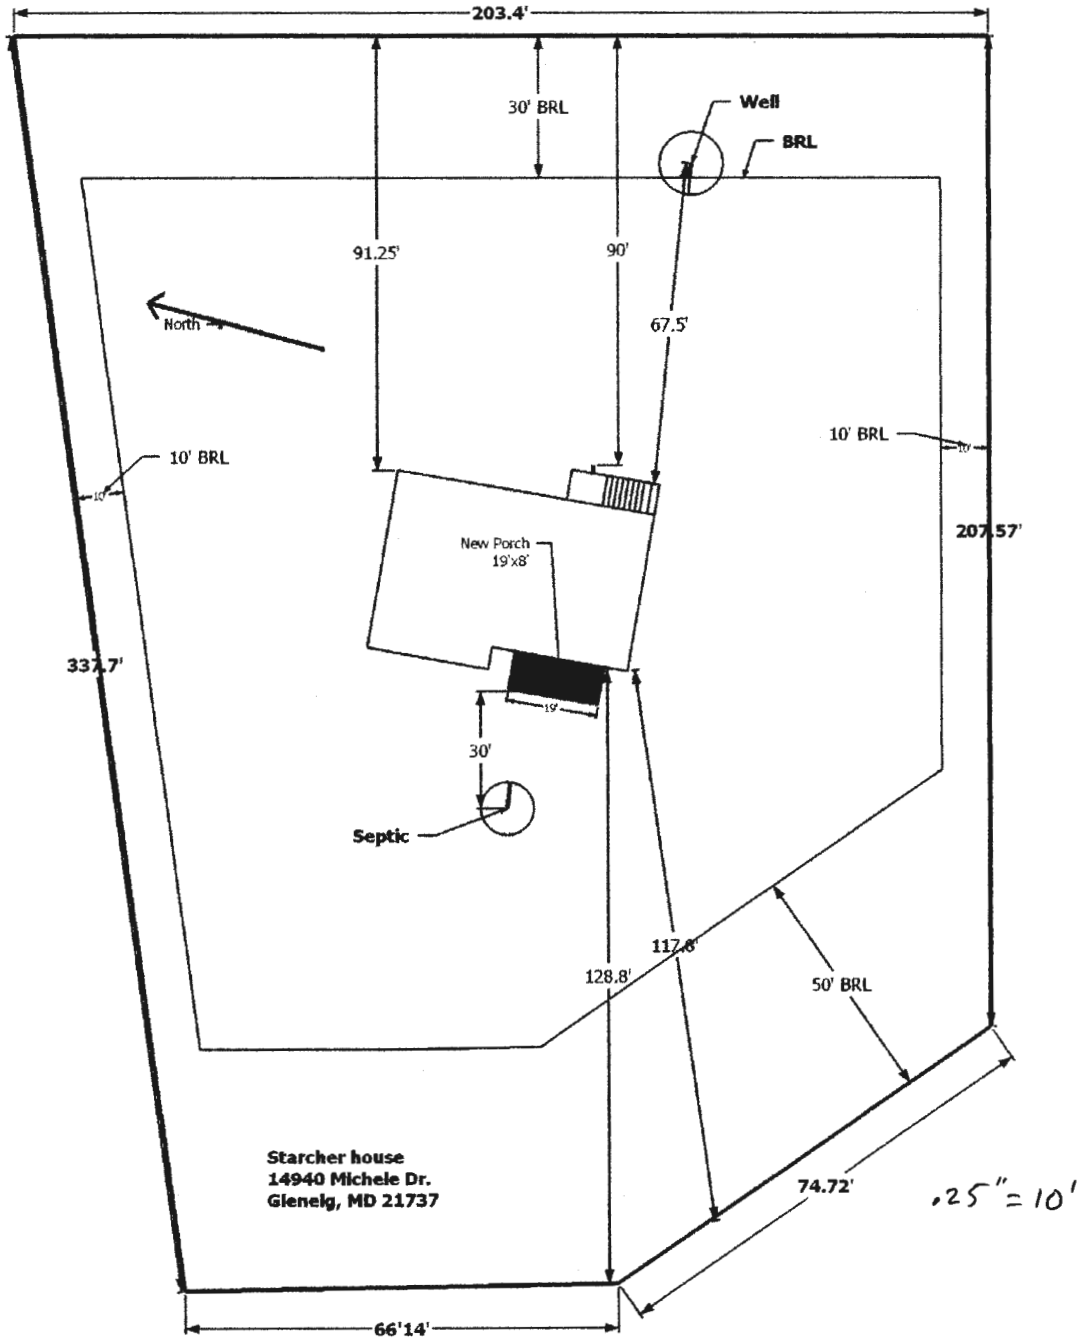 203.4'
30' BRL
Well
BRL
91.25'
90'
67.5'
North
10' BRL
10'
10' BRL
10'
207.57'
New Porch
19'x8'
337.7'
19'
30'
Septic
117.8'
128.8'
50' BRL
Starcher house
14940 Michele Dr.
Glenelg, MD 21737
74.72'
.25"=10'
66'14'